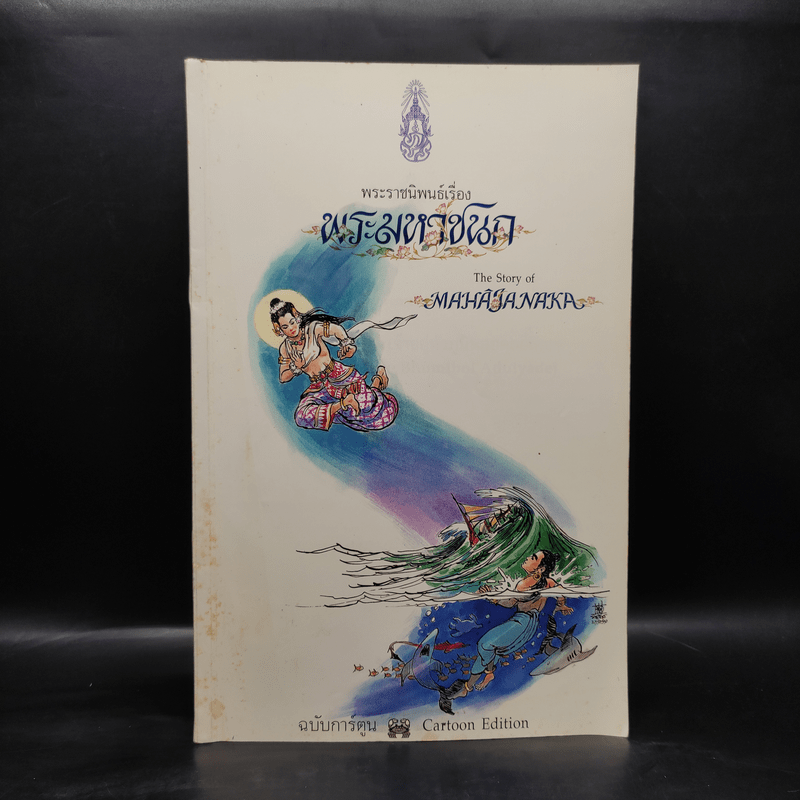 พระราชนิพนธ์เรื่อง
พระมหาชนก
The Story of
MAHĀJANAKA
ฉบับการ์ตูน Cartoon Edition